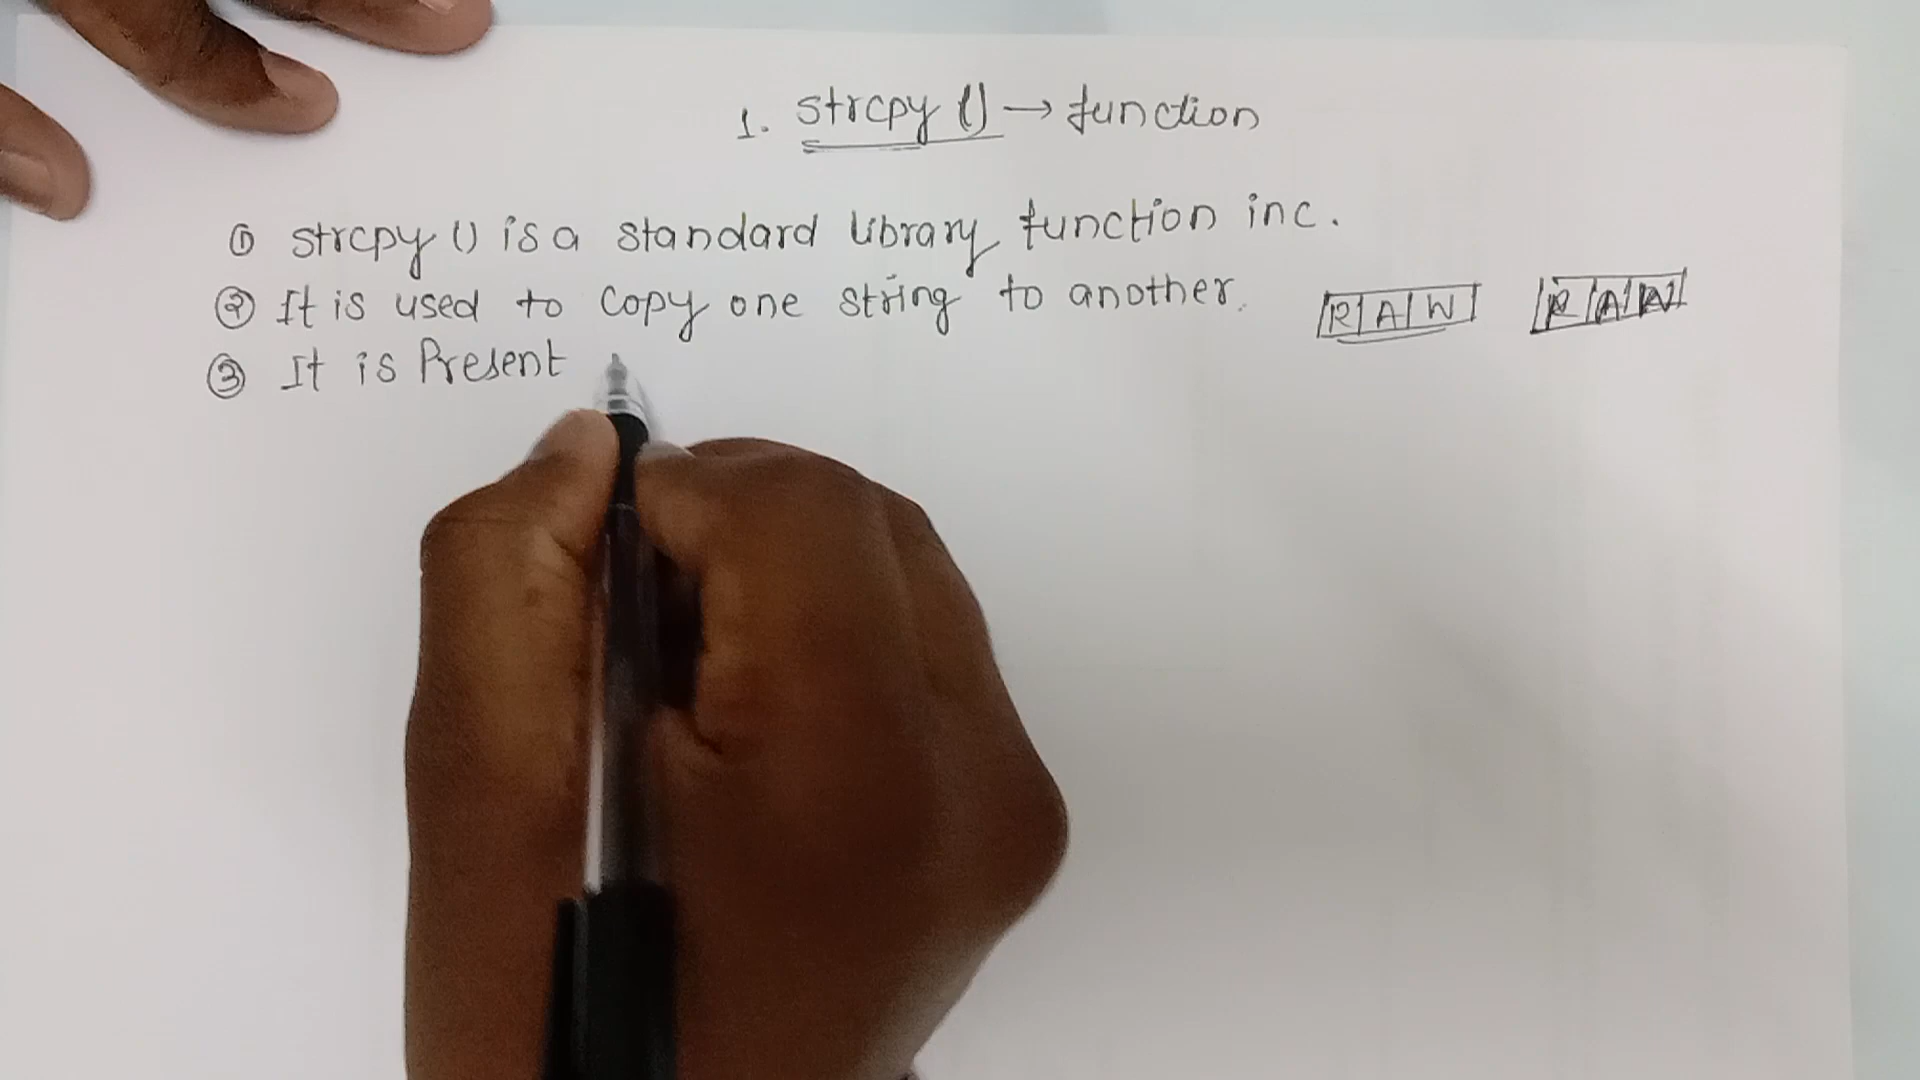 1. strcpy () → function
① strcpy () is a standard library function inc.
② It is used to copy one string to another. R A W R A W
③ It is Present